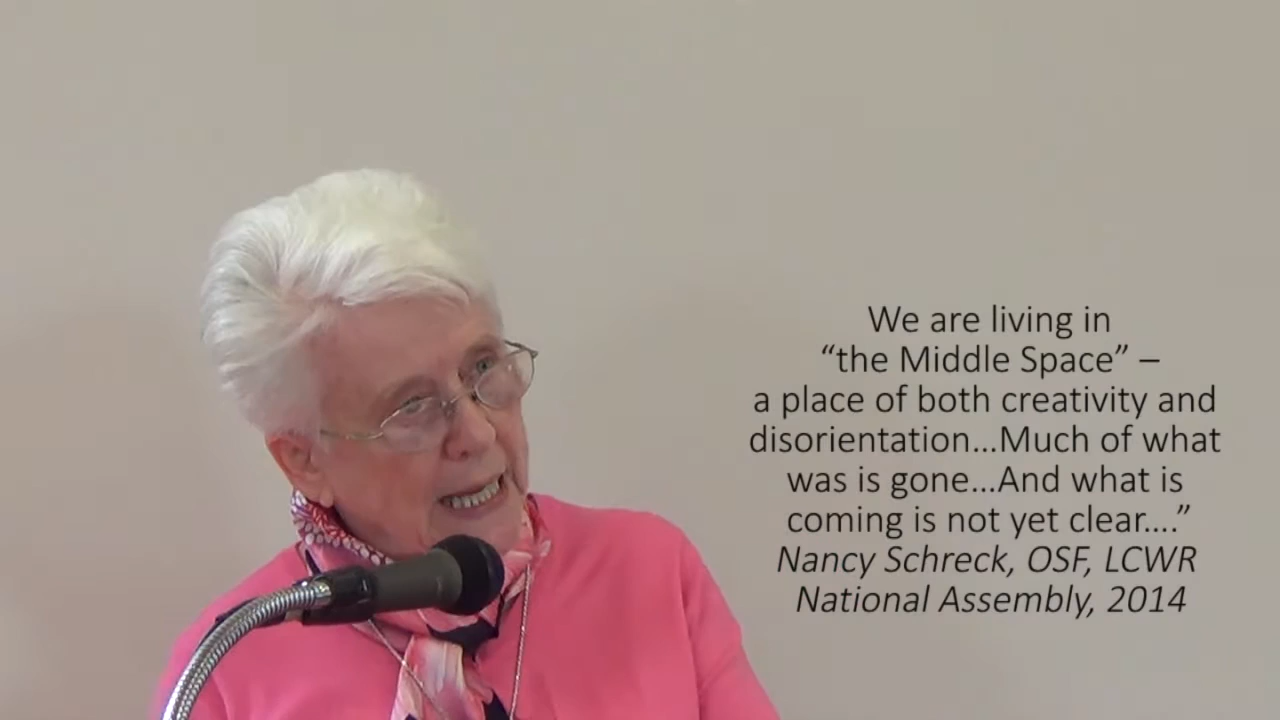 We are living in
“the Middle Space” –
a place of both creativity and
disorientation...Much of what
was is gone...And what is
coming is not yet clear....”
Nancy Schreck, OSF, LCWR
National Assembly, 2014